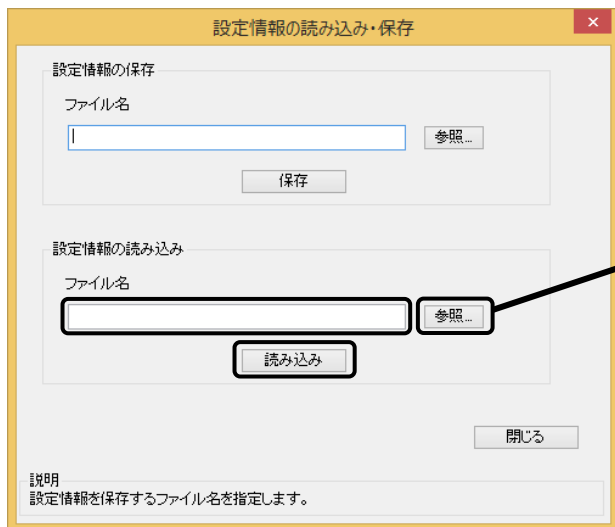 設定情報の読み込み・保存
設定情報の保存
ファイル名
参照...
保存
設定情報の読み込み
ファイル名
参照...
読み込み
閉じる
説明
設定情報を保存するファイル名を指定します。